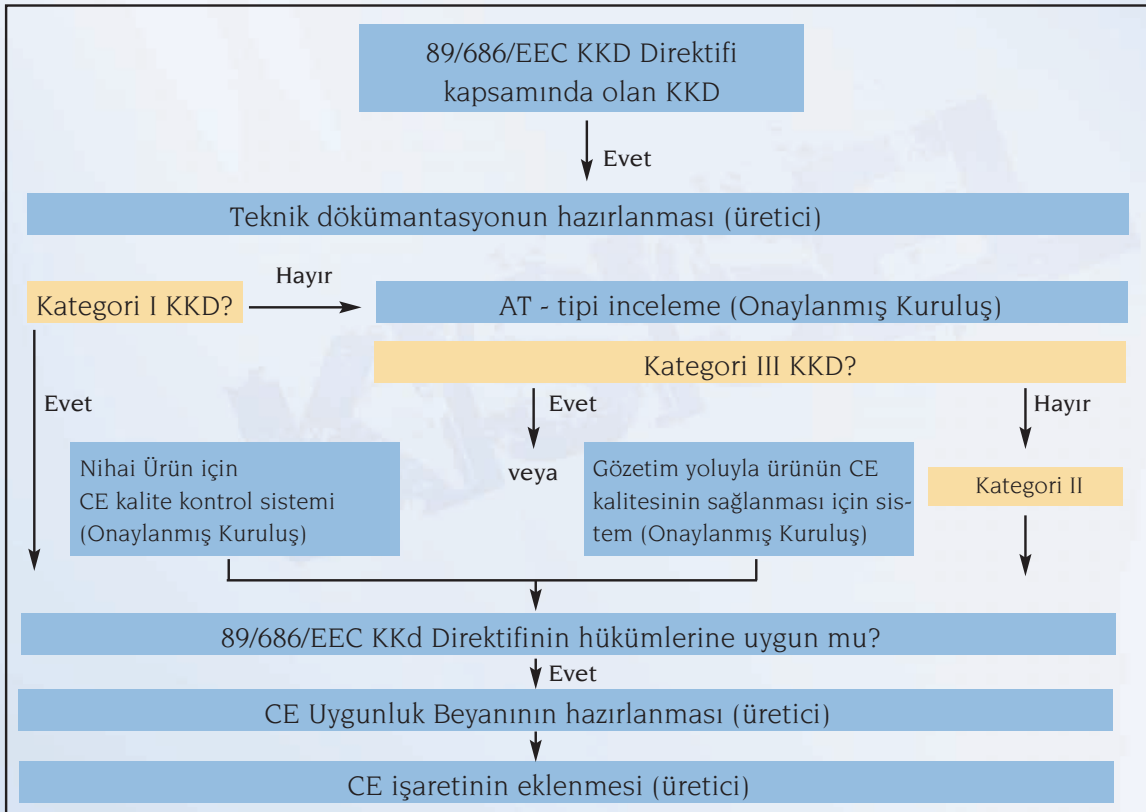 89/686/EEC KKD Direktifi
kapsamında olan KKD
Evet
Teknik dökümantasyonun hazırlanması (üretici)
Kategori I KKD?
Hayır
AT - tipi inceleme (Onaylanmış Kuruluş)
Kategori III KKD?
Evet
Evet
Hayır
Nihai Ürün için
CE kalite kontrol sistemi
(Onaylanmış Kuruluş)
veya
Gözetim yoluyla ürünün CE
kalitesinin sağlanması için sis-
tem (Onaylanmış Kuruluş)
Kategori II
89/686/EEC KKd Direktifinin hükümlerine uygun mu?
Evet
CE Uygunluk Beyanının hazırlanması (üretici)
CE işaretinin eklenmesi (üretici)